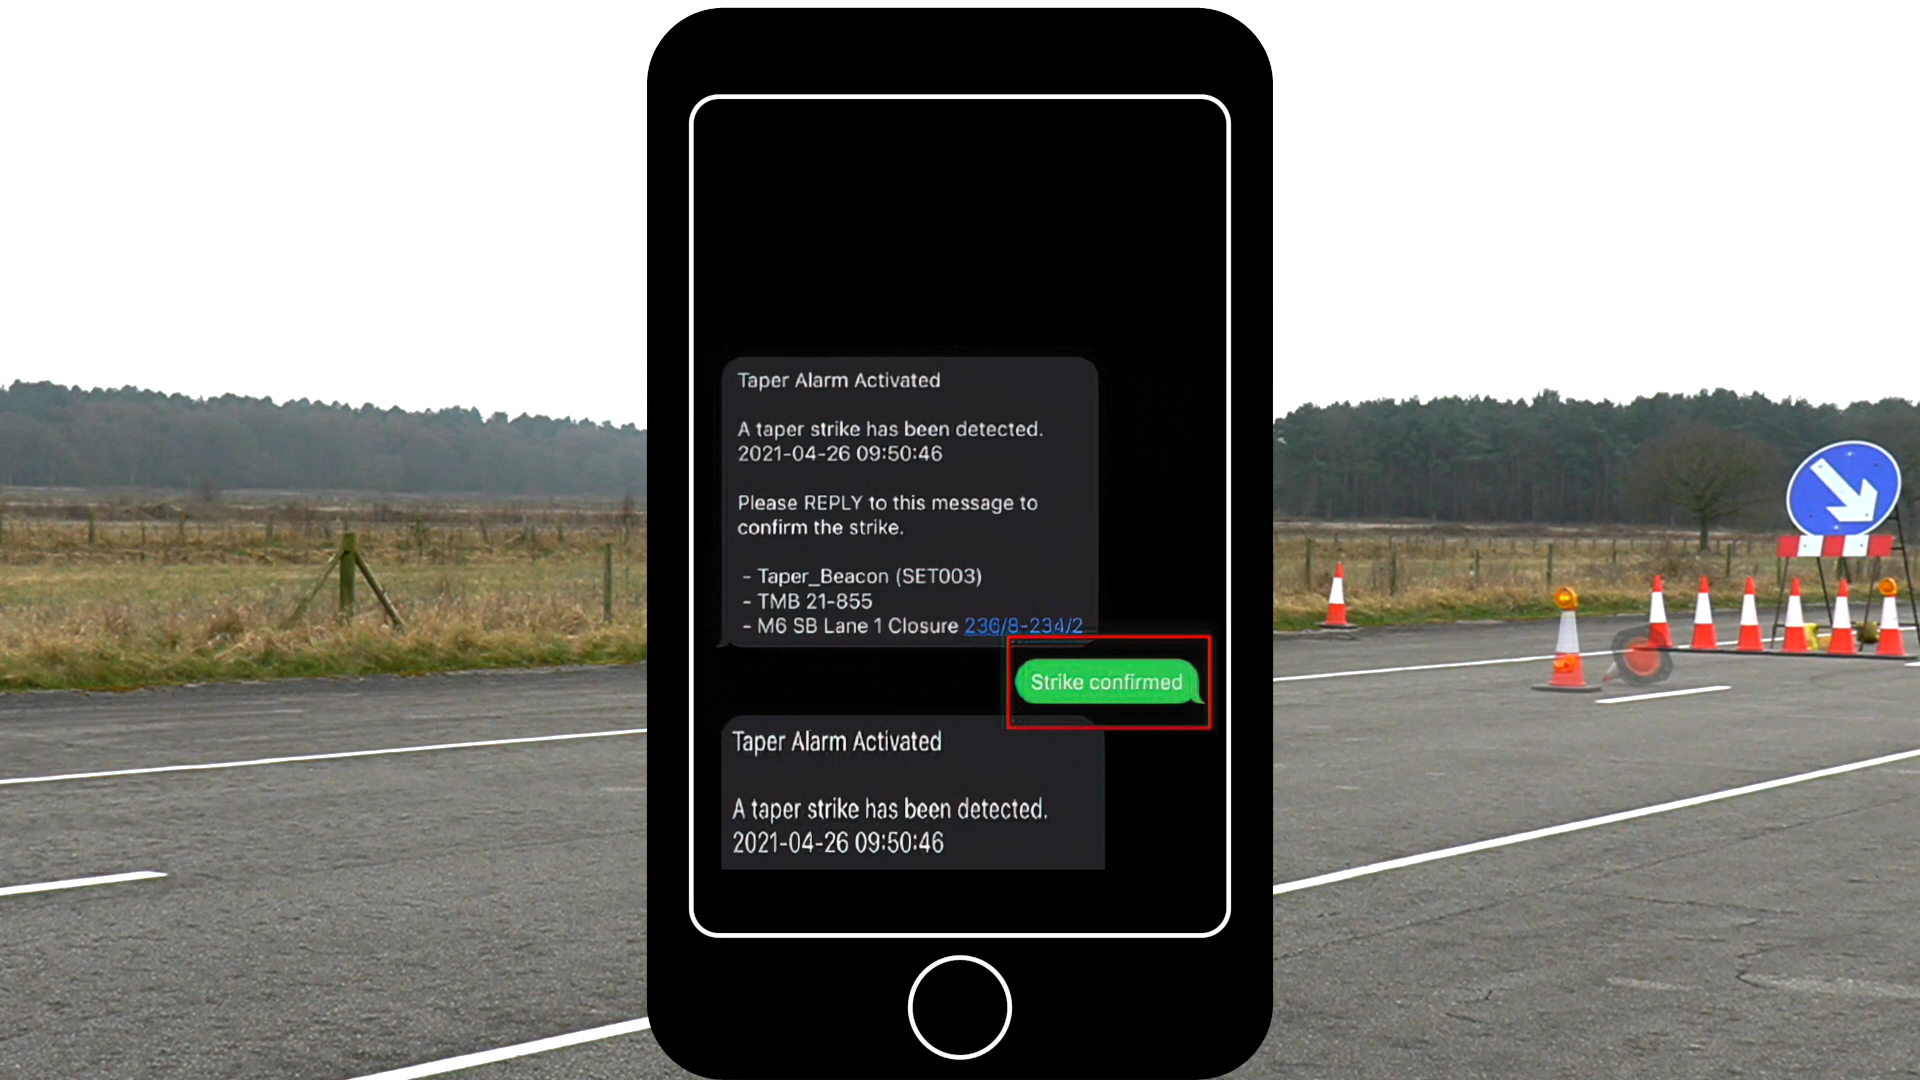 Taper Alarm Activated
A taper strike has been detected.
2021-04-26 09:50:46
Please REPLY to this message to
confirm the strike.
- Taper_Beacon (SET003)
- TMB 21-855
- M6 SB Lane 1 Closure 236/8-234/2
Strike confirmed
Taper Alarm Activated
A taper strike has been detected.
2021-04-26 09:50:46